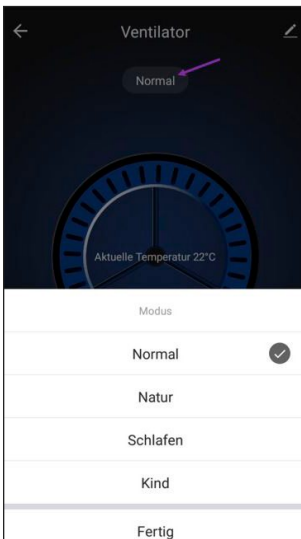 Ventilator
Normal
Aktuelle Temperatur 22°C
Modus
Normal
Natur
Schlafen
Kind
Fertig